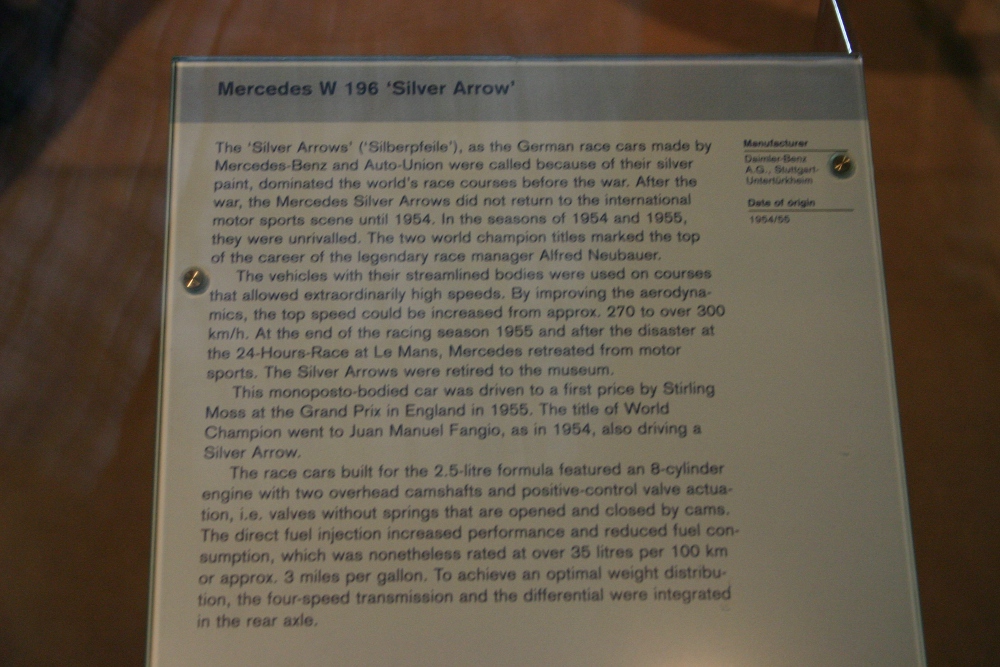 Mercedes W 196 ‘Silver Arrow’
The ‘Silver Arrows’ (‘Silberpfeile’), as the German race cars made by
Mercedes-Benz and Auto-Union were called because of their silver
paint, dominated the world's race courses before the war. After the
war, the Mercedes Silver Arrows did not return to the international
motor sports scene until 1954. In the seasons of 1954 and 1955,
they were unrivalled. The two world champion titles marked the top
of the career of the legendary race manager Alfred Neubauer.
The vehicles with their streamlined bodies were used on courses
that allowed extraordinarily high speeds. By improving the aerodyna-
mics, the top speed could be increased from approx. 270 to over 300
km/h. At the end of the racing season 1955 and after the disaster at
the 24-Hours-Race at Le Mans, Mercedes retreated from motor
sports. The Silver Arrows were retired to the museum.
This monoposto-bodied car was driven to a first price by Stirling
Moss at the Grand Prix in England in 1955. The title of World
Champion went to Juan Manuel Fangio, as in 1954, also driving a
Silver Arrow.
The race cars built for the 2.5-litre formula featured an 8-cylinder
engine with two overhead camshafts and positive-control valve actua-
tion, i.e. valves without springs that are opened and closed by cams.
The direct fuel injection increased performance and reduced fuel con-
sumption, which was nonetheless rated at over 35 litres per 100 km
or approx. 3 miles per gallon. To achieve an optimal weight distribu-
tion, the four-speed transmission and the differential were integrated
in the rear axle.
Manufacturer
Daimler-Benz
A.G., Stuttgart-
Untertürkheim
Date of origin
1954/55